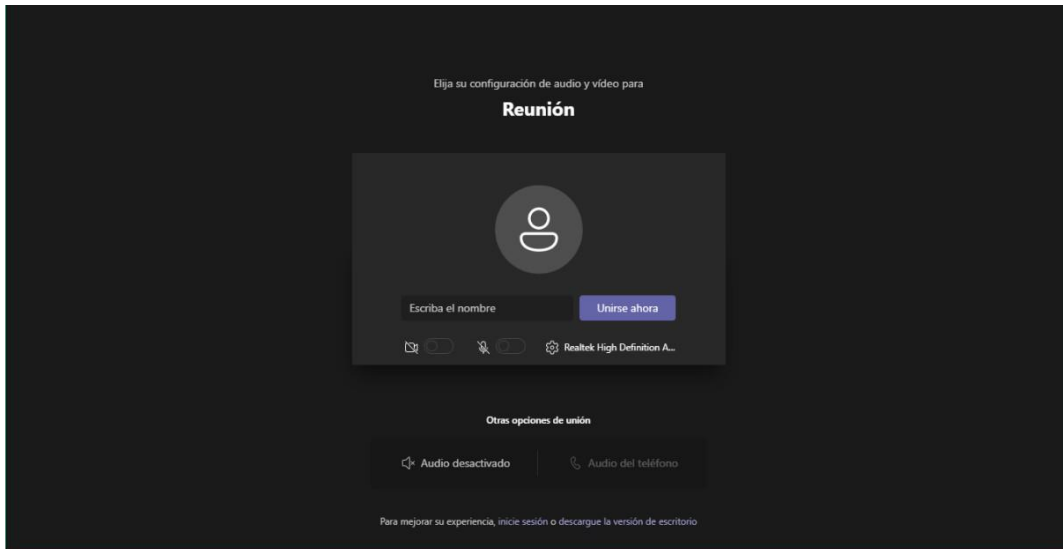 Elija su configuración de audio y vídeo para
Reunión
Escriba el nombre
Unirse ahora
Realtek High Definition A...
Otras opciones de unión
Audio desactivado
Audio del teléfono
Para mejorar su experiencia, inicie sesión o descargue la versión de escritorio